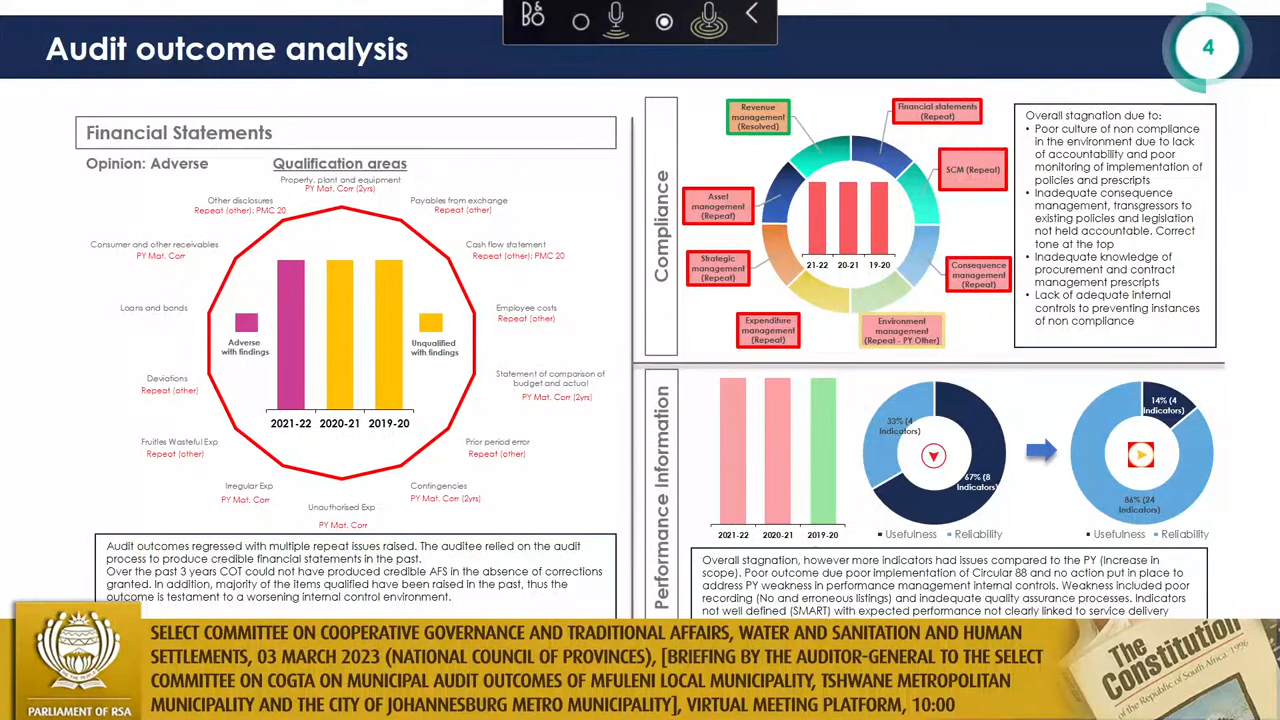 B&O
Audit outcome analysis
4
Financial Statements
Opinion: Adverse
Qualification areas
Property, plant and equipment
PY Mat. Corr (2yrs)
Other disclosures
Repeat (other): PMC 20
Payables from exchange
Repeat (other)
Consumer and other receivables
PY Mat. Corr
Cash flow statement
Repeat (other): PMC 20
Loans and bonds
Employee costs
Repeat (other)
Adverse
with findings
Unqualified
with findings
Deviations
Repeat (other)
Statement of comparison of
budget and actual
PY Mat. Corr (2yrs)
2021-22
2020-21
2019-20
Fruitles Wasteful Exp
Repeat (other)
Prior period error
Repeat (other)
Irregular Exp
PY Mat. Corr
Contingencies
PY Mat. Corr (2yrs)
Unauthorised Exp
PY Mat. Corr
Audit outcomes regressed with multiple repeat issues raised. The auditee relied on the audit
process to produce credible financial statements in the past.
Over the past 3 years COT could not have produced credible AFS in the absence of corrections
granted. In addition, majority of the items qualified have been raised in the past, thus the
outcome is testament to a worsening internal control environment.
Compliance
Revenue
management
(Resolved)
Financial statements
(Repeat)
SCM (Repeat)
Asset
management
(Repeat)
Strategic
management
(Repeat)
Consequence
management
(Repeat)
Expenditure
management
(Repeat)
Environment
management
(Repeat - PY Other)
21-22
20-21
19-20
Overall stagnation due to:
• Poor culture of non compliance
in the environment due to lack
of accountability and poor
monitoring of implementation of
policies and prescripts
• Inadequate consequence
management, transgressors to
existing policies and legislation
not held accountable. Correct
tone at the top
• Inadequate knowledge of
procurement and contract
management prescripts
• Lack of adequate internal
controls to preventing instances
of non compliance
Performance Information
2021-22
2020-21
2019-20
33% (4
Indicators)
67% (8
Indicators)
Usefulness
Reliability
14% (4
Indicators)
86% (24
Indicators)
Usefulness
Reliability
Overall stagnation, however more indicators had issues compared to the PY (increase in
scope). Poor outcome due poor implementation of Circular 88 and no action put in place to
address PY weakness in performance management internal controls. Weakness included poor
recording (No and erroneous listings) and inadequate quality assurance processes. Indicators
not well defined (SMART) with expected performance not clearly linked to service delivery
SELECT COMMITTEE ON COOPERATIVE GOVERNANCE AND TRADITIONAL AFFAIRS, WATER AND SANITATION AND HUMAN
SETTLEMENTS, 03 MARCH 2023 (NATIONAL COUNCIL OF PROVINCES), [BRIEFING BY THE AUDITOR-GENERAL TO THE SELECT
COMMITTEE ON COGTA ON MUNICIPAL AUDIT OUTCOMES OF MFULENI LOCAL MUNICIPALITY, TSHWANE METROPOLITAN
MUNICIPALITY AND THE CITY OF JOHANNESBURG METRO MUNICIPALITY], VIRTUAL MEETING PLATFORM, 10:00
PARLIAMENT OF RSA
The
Constitution
of the Republic of South Africa, 1996